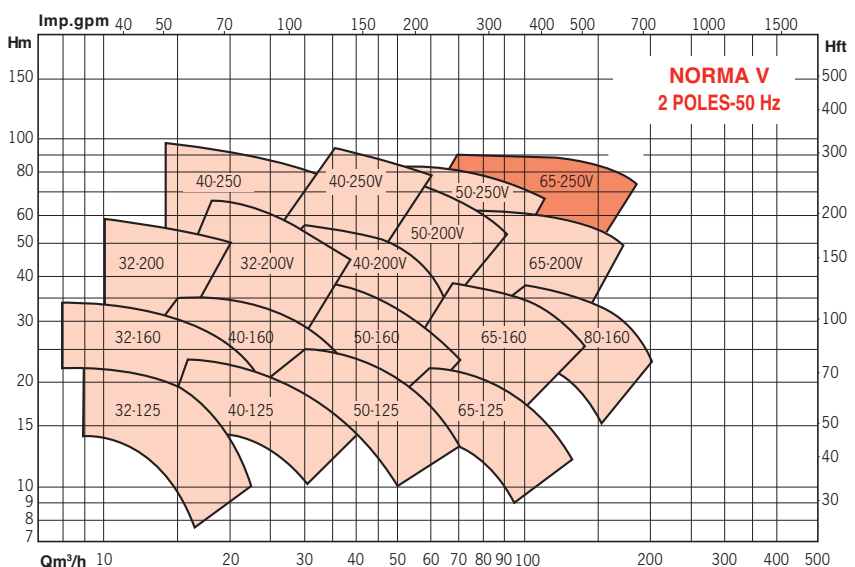 Imp.gpm 40 50 70 100 150 200 300 400 500 700 1000 1500
Hm Hft
NORMA V
2 POLES-50 Hz
150 500
400
100 300
80
40-250 40-250V 50-250V 65-250V
60 200
50
50-200V
150
32-200 32-200V 40-200V 65-200V
40
30 100
32-160 40-160 50-160 65-160 80-160
20 70
32-125 40-125 50-125 65-125
15 50
40
10
9 30
8
7
Qm³/h 10 20 30 40 50 60 70 80 90 100 200 300 400 500